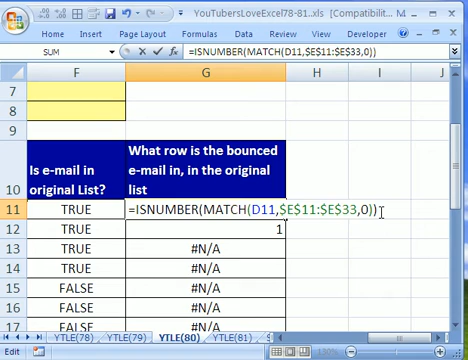 YouTubersLoveExcel78-81...xls [Compatibilit...
Home Insert Page Layout Formulas Data Review View Developer
SUM =ISNUMBER(MATCH(D11,$E$11:$E$33,0))
F G H I J
7
8
9
10 Is e-mail in original List? What row is the bounced e-mail in, in the original list
11 TRUE =ISNUMBER(MATCH(D11,$E$11:$E$33,0))
12 TRUE 1
13 TRUE #N/A
14 TRUE #N/A
15 FALSE #N/A
16 FALSE #N/A
17 FALSE #N/A
YTLE(78) YTLE(79) YTLE(80) YTLE(81)
Edit 130%